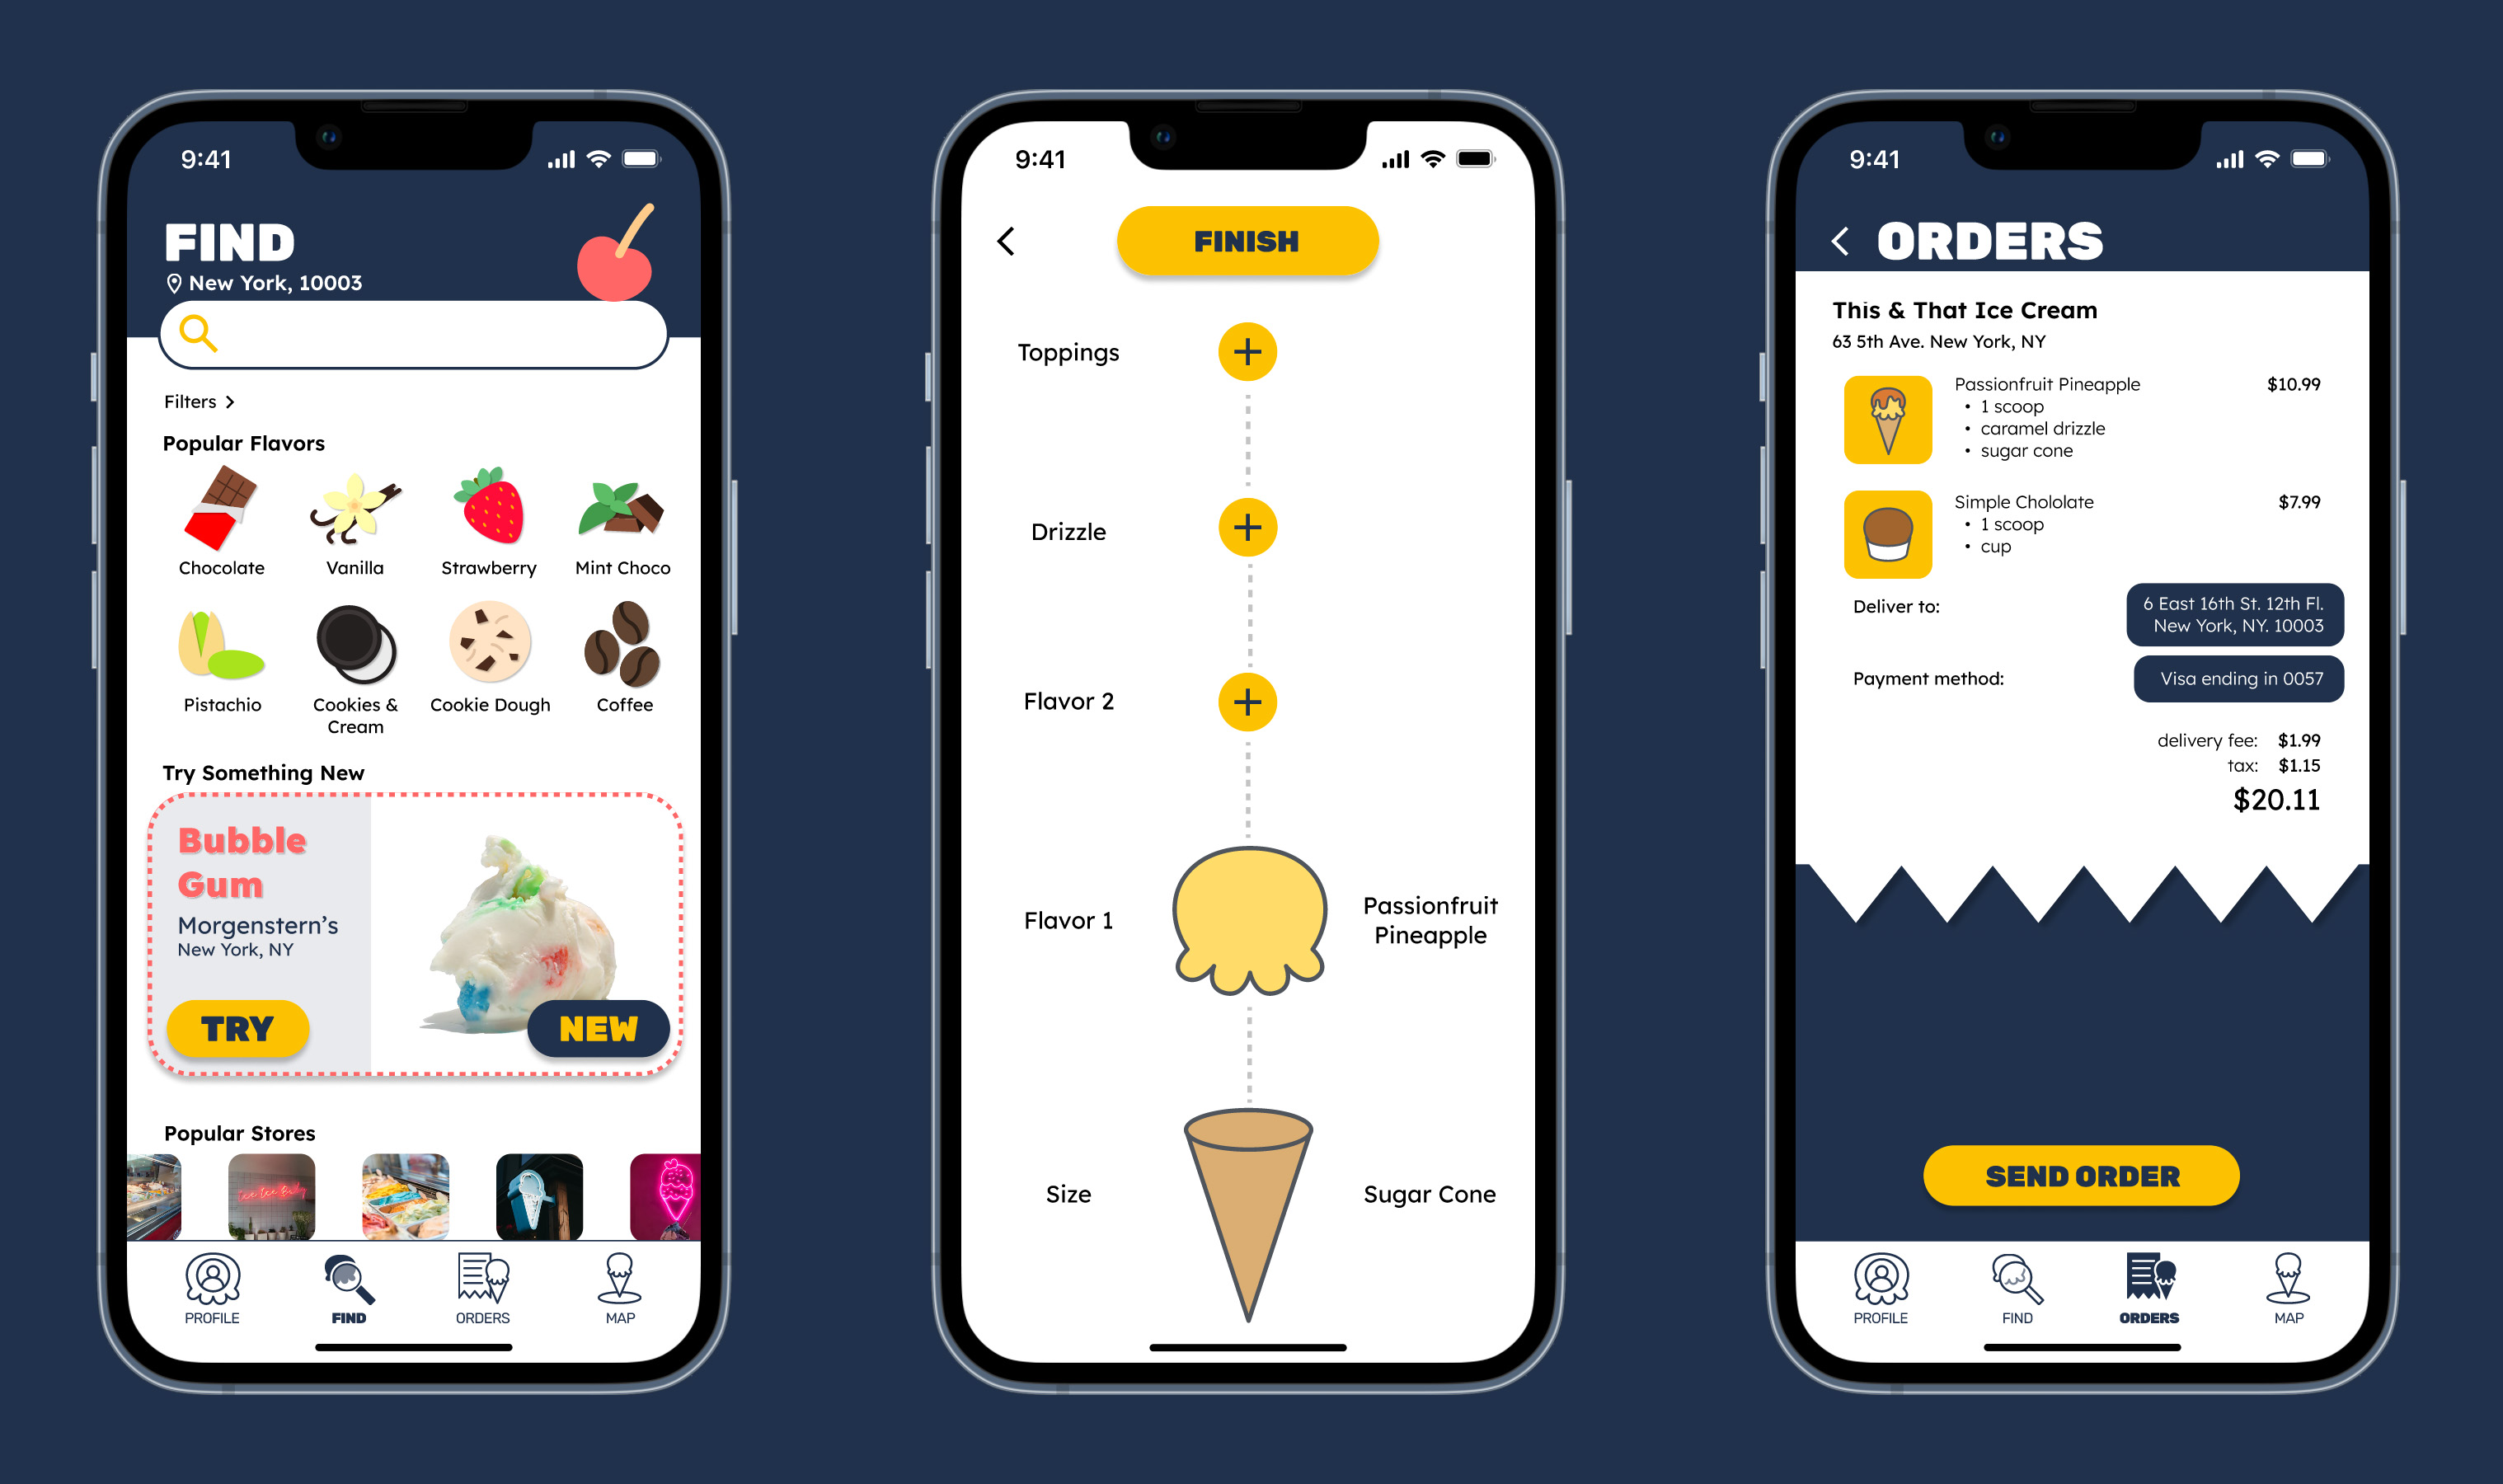 9:41
FIND
New York, 10003
Filters
Popular Flavors
Chocolate
Vanilla
Strawberry
Mint Choco
Pistachio
Cookies &
Cream
Cookie Dough
Coffee
Try Something New
Bubble
Gum
Morgenstern's
New York, NY
TRY
NEW
Popular Stores
PROFILE
FIND
ORDERS
MAP
9:41
FINISH
Toppings
Drizzle
Flavor 2
Flavor 1
Passionfruit
Pineapple
Size
Sugar Cone
9:41
ORDERS
This & That Ice Cream
63 5th Ave. New York, NY
Passionfruit Pineapple $10.99
• 1 scoop
• caramel drizzle
• sugar cone
Simple Chololate $7.99
• 1 scoop
• cup
Deliver to:
6 East 16th St. 12th Fl.
New York, NY. 10003
Payment method: Visa ending in 0057
delivery fee: $1.99
tax: $1.15
$20.11
SEND ORDER
PROFILE
FIND
ORDERS
MAP